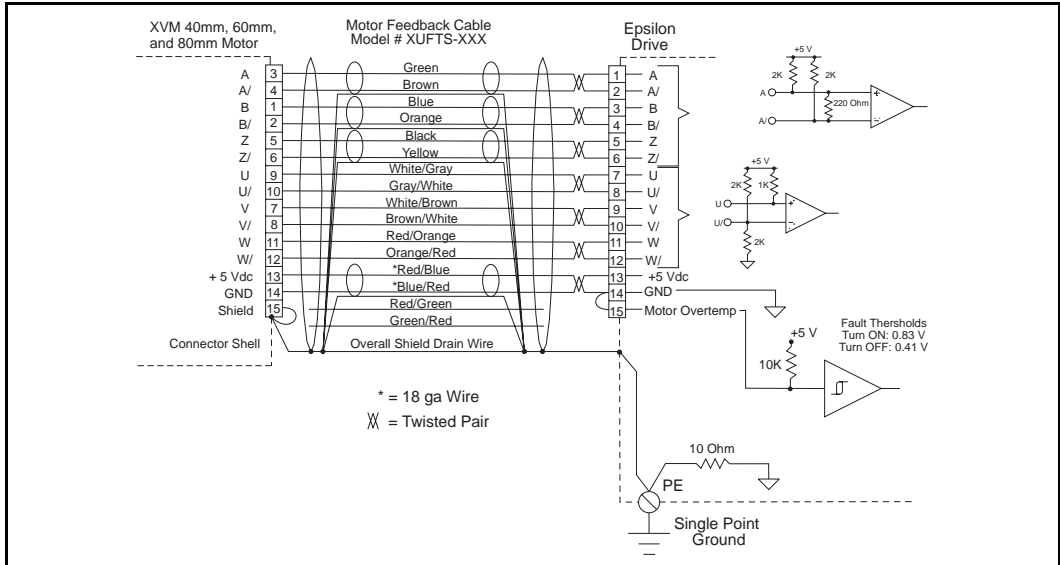 XVM 40mm, 60mm,
and 80mm Motor
Motor Feedback Cable
Model # XUFTS-XXX
Epsilon
Drive
A 3 Green 1 A
A/ 4 Brown 2 A/
B 1 Blue 3 B
B/ 2 Orange 4 B/
Z 5 Black 5 Z
Z/ 6 Yellow 6 Z/
U 9 White/Gray 7 U
U/ 10 Gray/White 8 U/
V 7 White/Brown 9 V
V/ 8 Brown/White 10 V/
W 11 Red/Orange 11 W
W/ 12 Orange/Red 12 W/
+ 5 Vdc 13 *Red/Blue 13 +5 Vdc
GND 14 *Blue/Red 14 GND
Shield 15 Red/Green 15 Motor Overtemp
Green/Red
Connector Shell
Overall Shield Drain Wire
* = 18 ga Wire
= Twisted Pair
+5 V
2K 2K
A
220 Ohm
A/
+
-
+5 V
2K 1K
U
U/
+
-
2K
+5 V
10K
Fault Thersholds
Turn ON: 0.83 V
Turn OFF: 0.41 V
10 Ohm
PE
Single Point
Ground